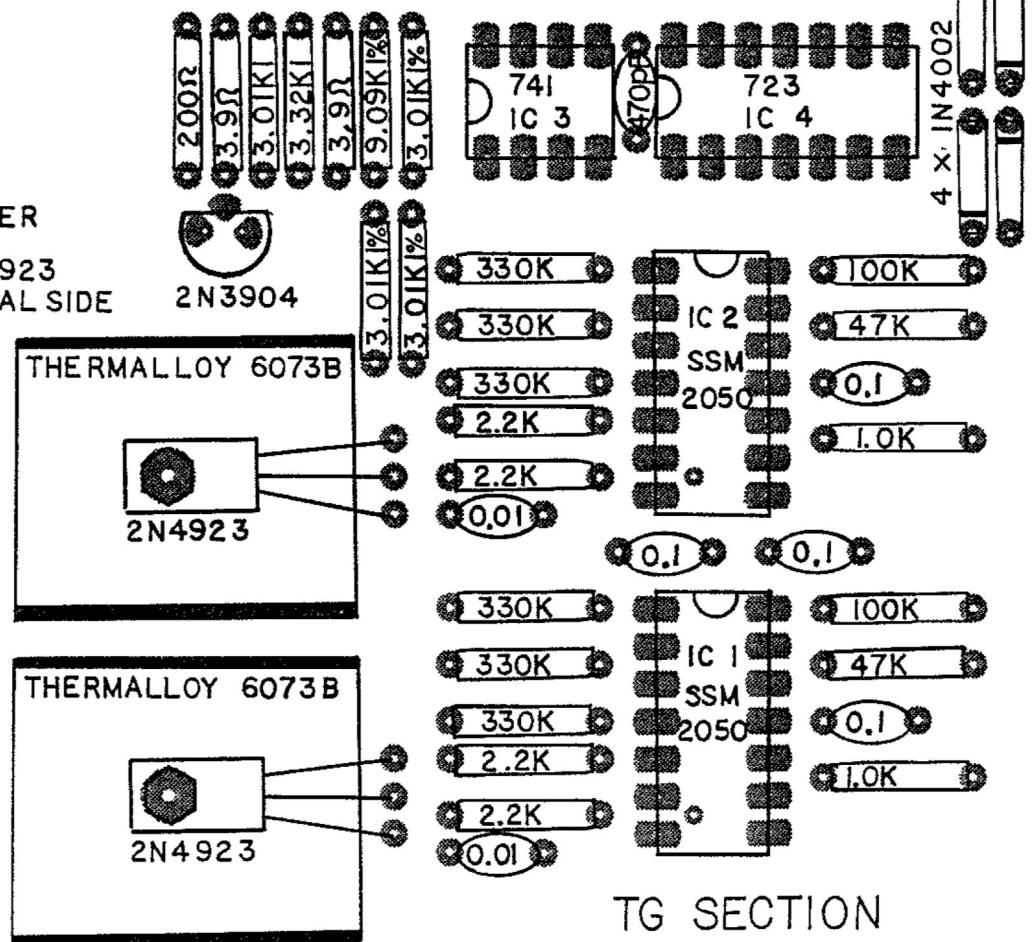 200Ω
3.9Ω
3.01K1
3.32K1
3.9Ω
9.09K1%
3.01K1%
741
IC 3
470PF
723
IC 4
4 X IN4002
ER
923
AL SIDE
2N3904
3.01K1%
3.01K1%
330K
IC 2
100K
330K
47K
SSM
2050
330K
0.1
2.2K
1.0K
2.2K
0.01
THERMALLOY 6073B
2N4923
0.1
0.1
330K
IC 1
100K
330K
47K
SSM
2050
330K
0.1
2.2K
1.0K
2.2K
0.01
THERMALLOY 6073B
2N4923
TG SECTION